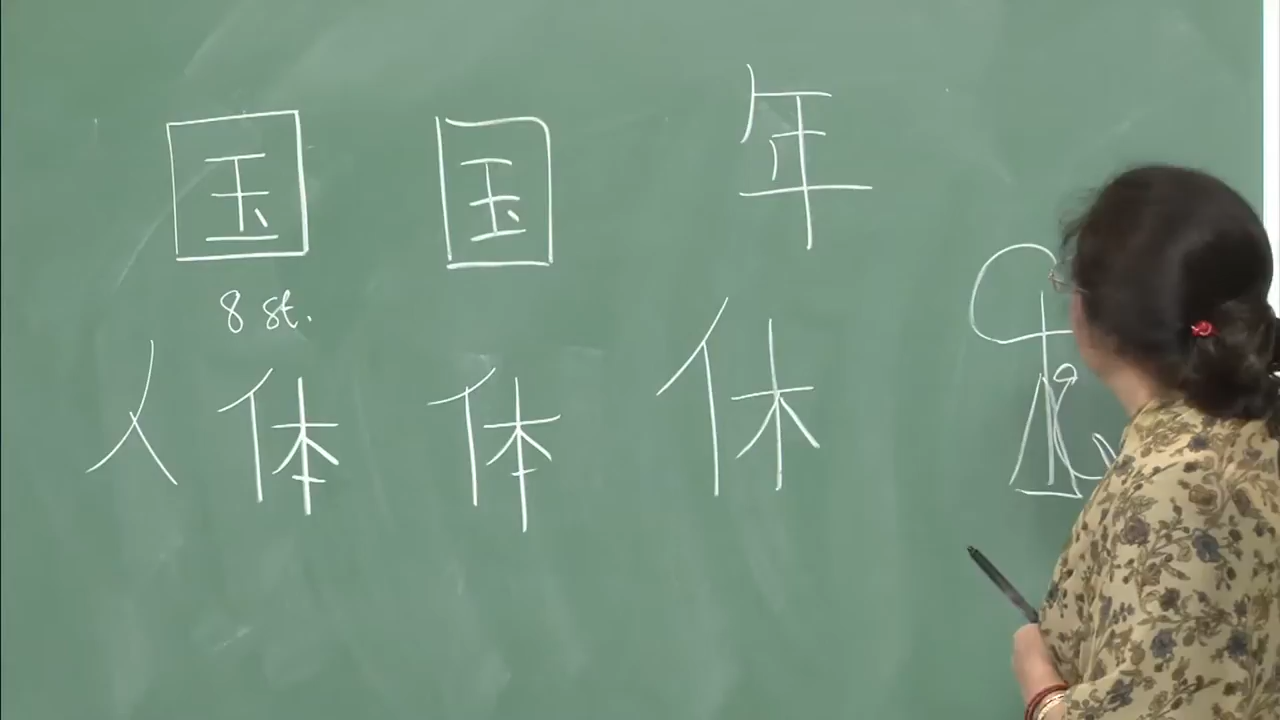 国 国 年
8 st.
人 体 体 休